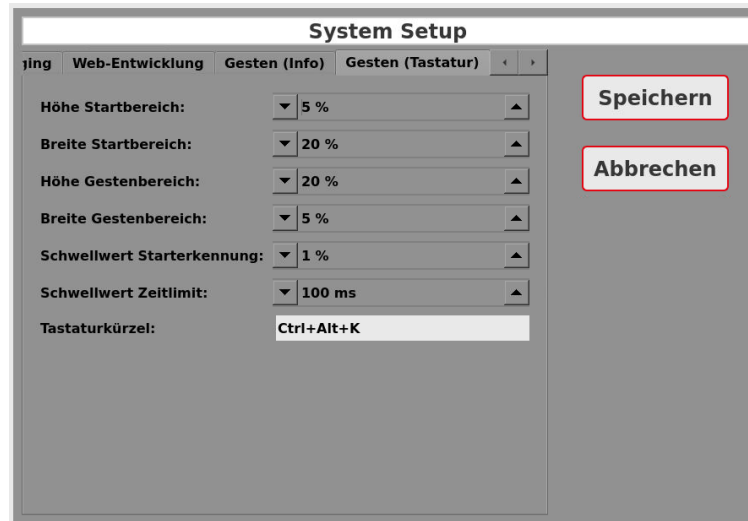 System Setup
ging Web-Entwicklung Gesten (Info) Gesten (Tastatur)
Speichern
Abbrechen
Höhe Startbereich: 5 %
Breite Startbereich: 20 %
Höhe Gestenbereich: 20 %
Breite Gestenbereich: 5 %
Schwellwert Starterkennung: 1 %
Schwellwert Zeitlimit: 100 ms
Tastaturkürzel: Ctrl+Alt+K